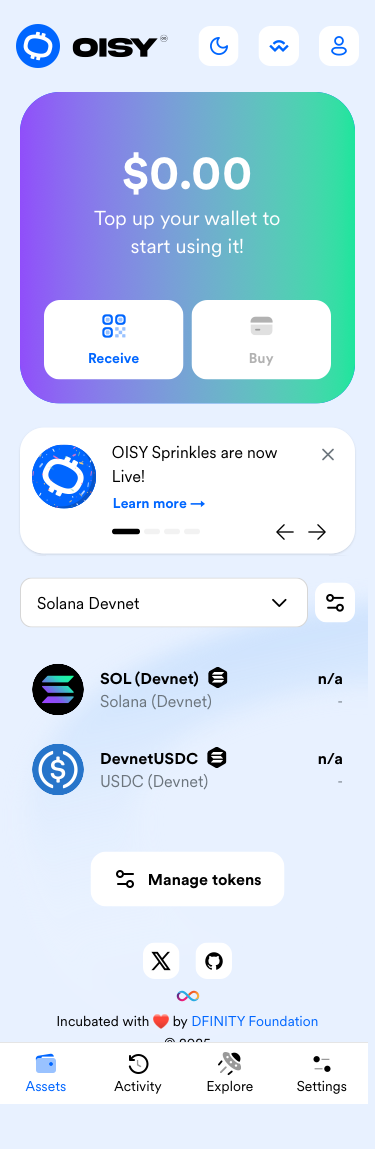 OISY
$0.00
Top up your wallet to
start using it!
Receive
Buy
OISY Sprinkles are now
Live!
Learn more →
Solana Devnet
SOL (Devnet)
n/a
Solana (Devnet)
-
DevnetUSDC
n/a
USDC (Devnet)
-
Manage tokens
Incubated with ❤️ by DFINITY Foundation
© 2025
Assets
Activity
Explore
Settings